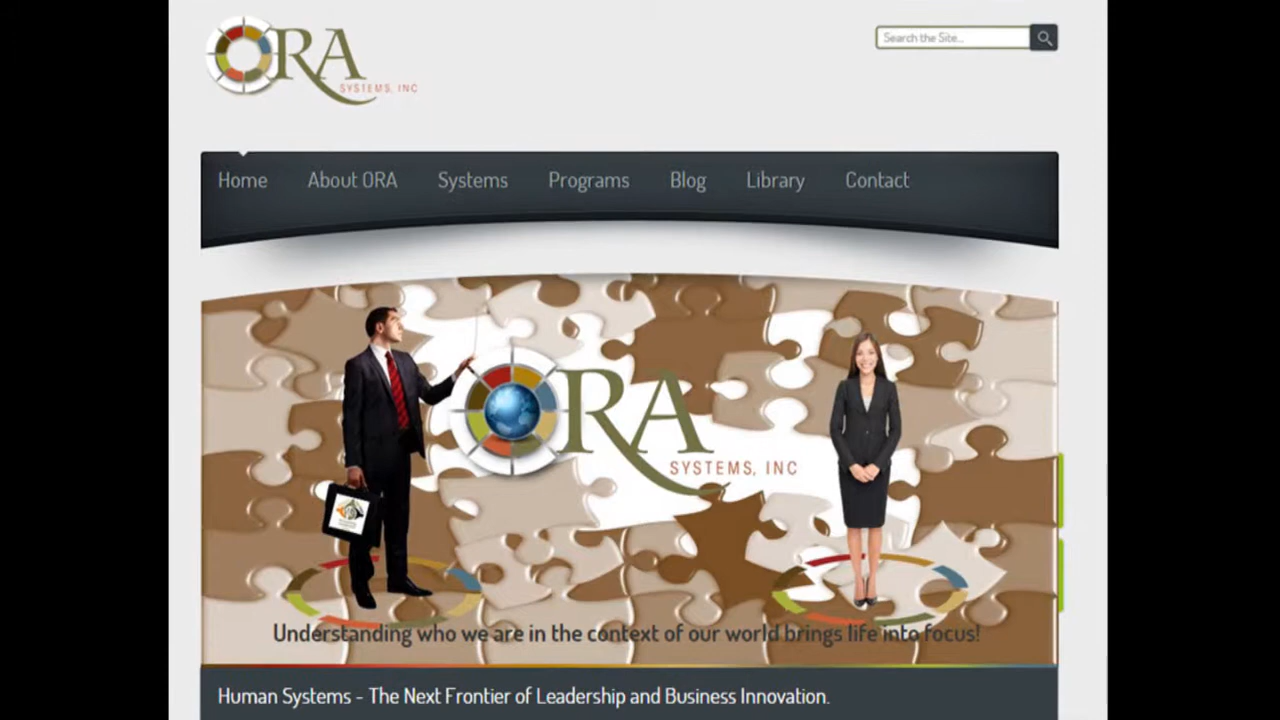 ORA
SYSTEMS, INC
Search the Site...
Home About ORA Systems Programs Blog Library Contact
ORA
SYSTEMS, INC
Understanding who we are in the context of our world brings life into focus!
Human Systems - The Next Frontier of Leadership and Business Innovation.